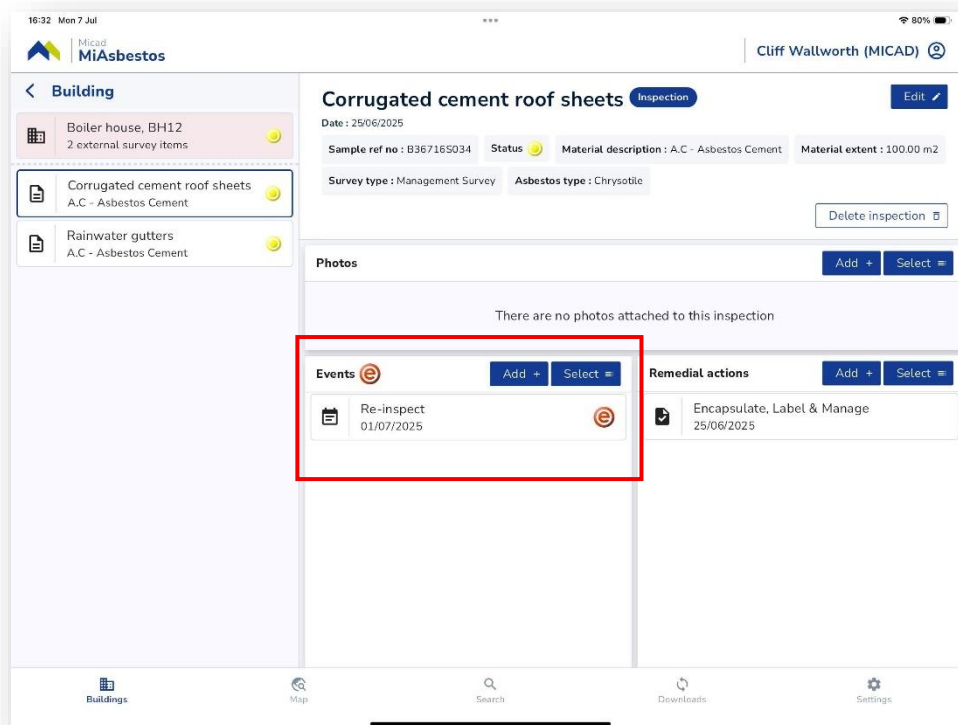 16:32 Mon 7 Jul
80%
Micad
MiAsbestos
Cliff Wallworth (MICAD)
Building
Boiler house, BH12
2 external survey items
Corrugated cement roof sheets
A.C - Asbestos Cement
Rainwater gutters
A.C - Asbestos Cement
Corrugated cement roof sheets Inspection
Edit
Date : 25/06/2025
Sample ref no : B36716S034 Status Material description : A.C - Asbestos Cement Material extent : 100.00 m2
Survey type : Management Survey Asbestos type : Chrysotile
Delete inspection
Photos Add + Select
There are no photos attached to this inspection
Events e Add + Select
Re-inspect
01/07/2025
e
Remedial actions Add + Select
Encapsulate, Label & Manage
25/06/2025
Buildings Map Search Downloads Settings